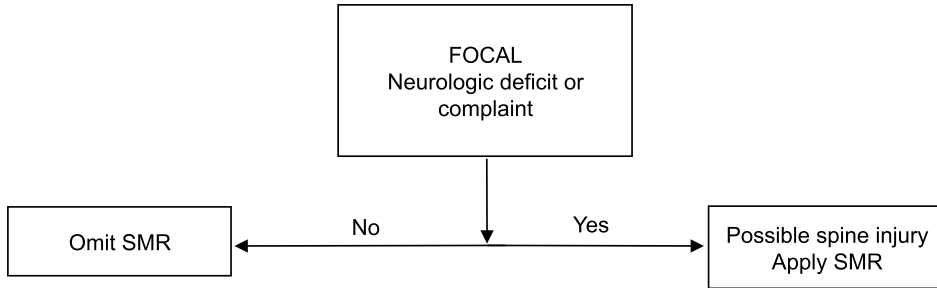 FOCAL
Neurologic deficit or
complaint
No
Yes
Omit SMR
Possible spine injury
Apply SMR